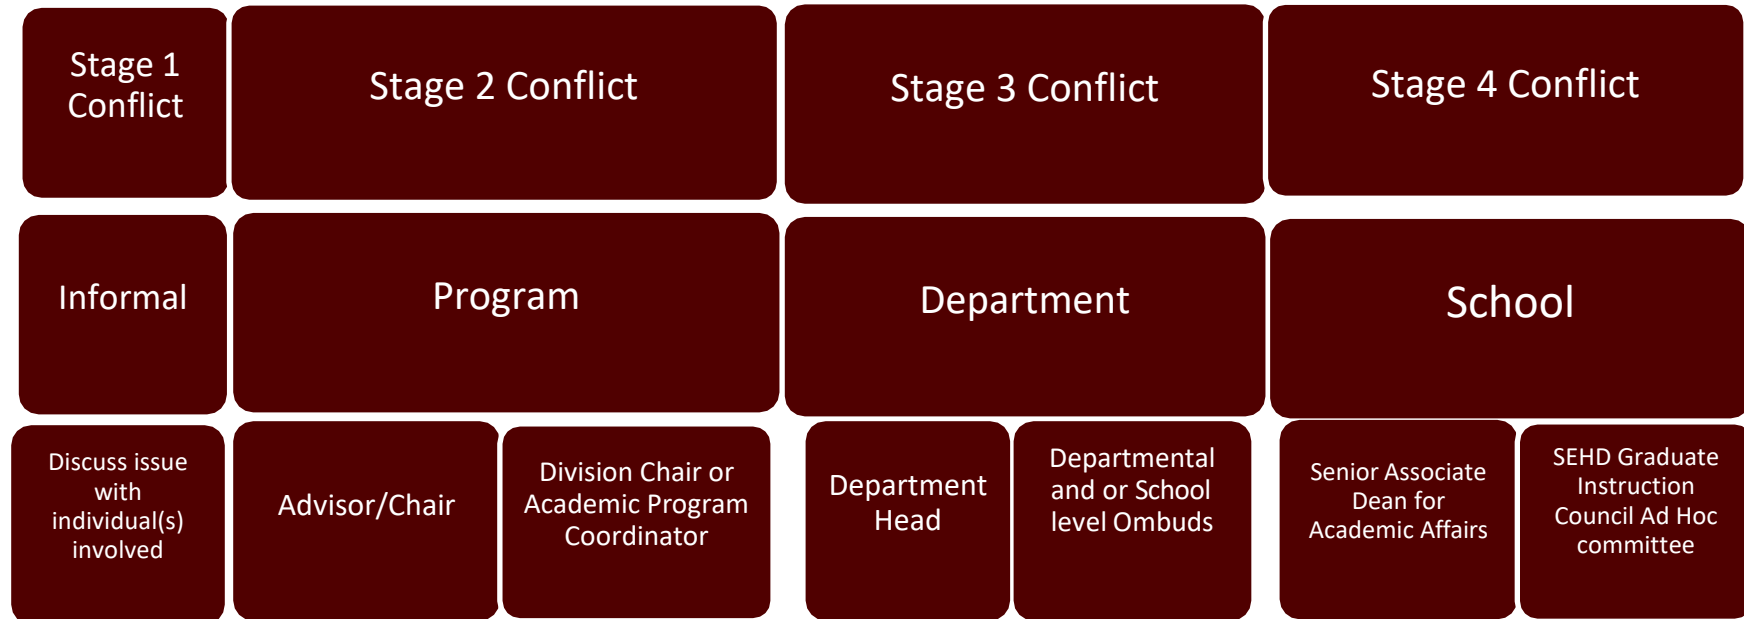 Stage 1
Conflict
Stage 2 Conflict
Stage 3 Conflict
Stage 4 Conflict
Informal
Program
Department
School
Discuss issue
with
individual(s)
involved
Advisor/Chair
Division Chair or
Academic Program
Coordinator
Department
Head
Departmental
and or School
level Ombuds
Senior Associate
Dean for
Academic Affairs
SEHD Graduate
Instruction
Council Ad Hoc
committee